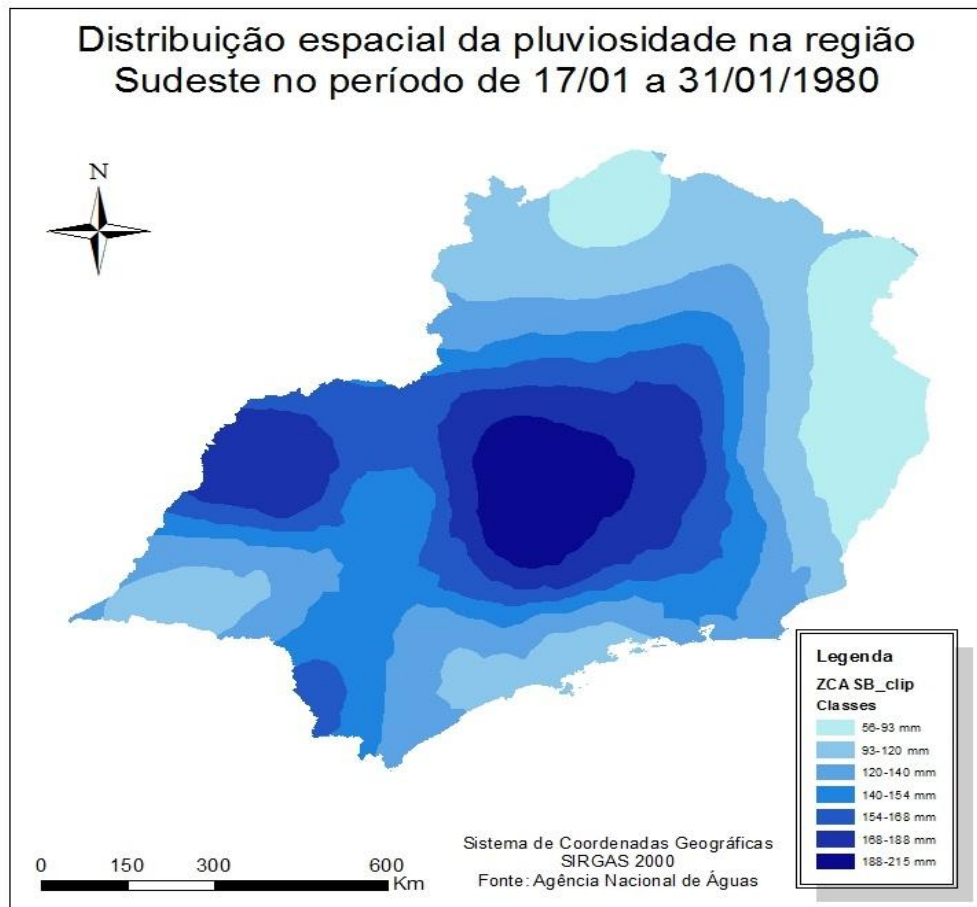 Distribuição espacial da pluviosidade na região
Sudeste no período de 17/01 a 31/01/1980
N
Legenda
ZCA SB_clip
Classes
56-93 mm
93-120 mm
120-140 mm
140-154 mm
154-168 mm
168-188 mm
188-215 mm
Sistema de Coordenadas Geográficas
SIRGAS 2000
Fonte: Agência Nacional de Águas
0 150 300 600
Km